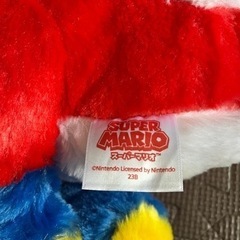 SUPER
MARIO
スーパーマリオ
©Nintendo Licensed by Nintendo
23B